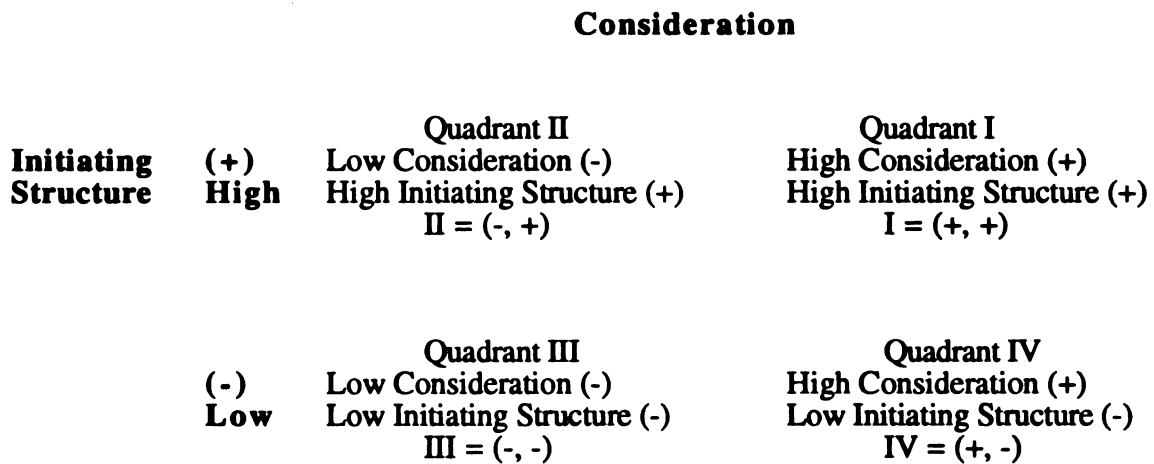 Consideration
Quadrant II Quadrant I
Initiating (+) Low Consideration (-) High Consideration (+)
Structure High High Initiating Structure (+) High Initiating Structure (+)
II = (-, +) I = (+, +)
Quadrant III Quadrant IV
(-) Low Consideration (-) High Consideration (+)
Low Low Initiating Structure (-) Low Initiating Structure (-)
III = (-, -) IV = (+, -)